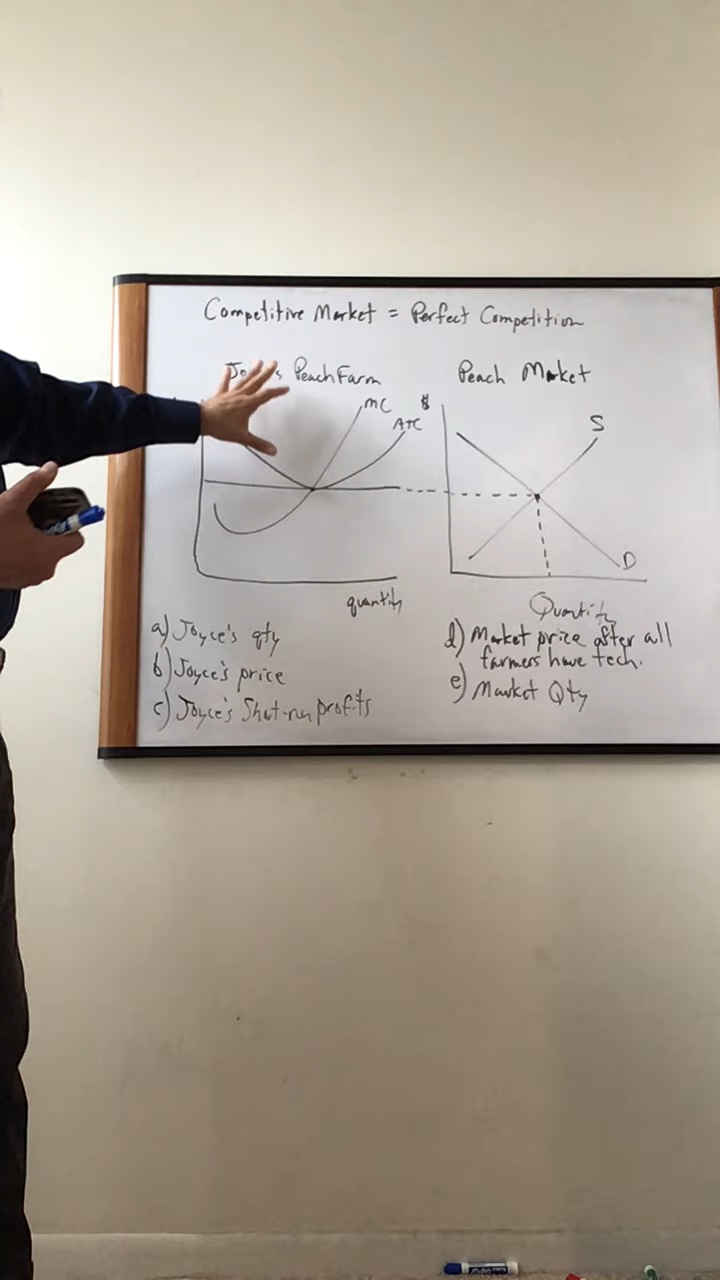 Competitive Market = Perfect Competition
Peach Farm
Peach Market
MC
ATC
$
S
D
quantity
Quantity
a) Joyce's qty
b) Joyce's price
c) Joyce's Short-run profits
d) Market price after all
farmers have tech.
e) Market Qty